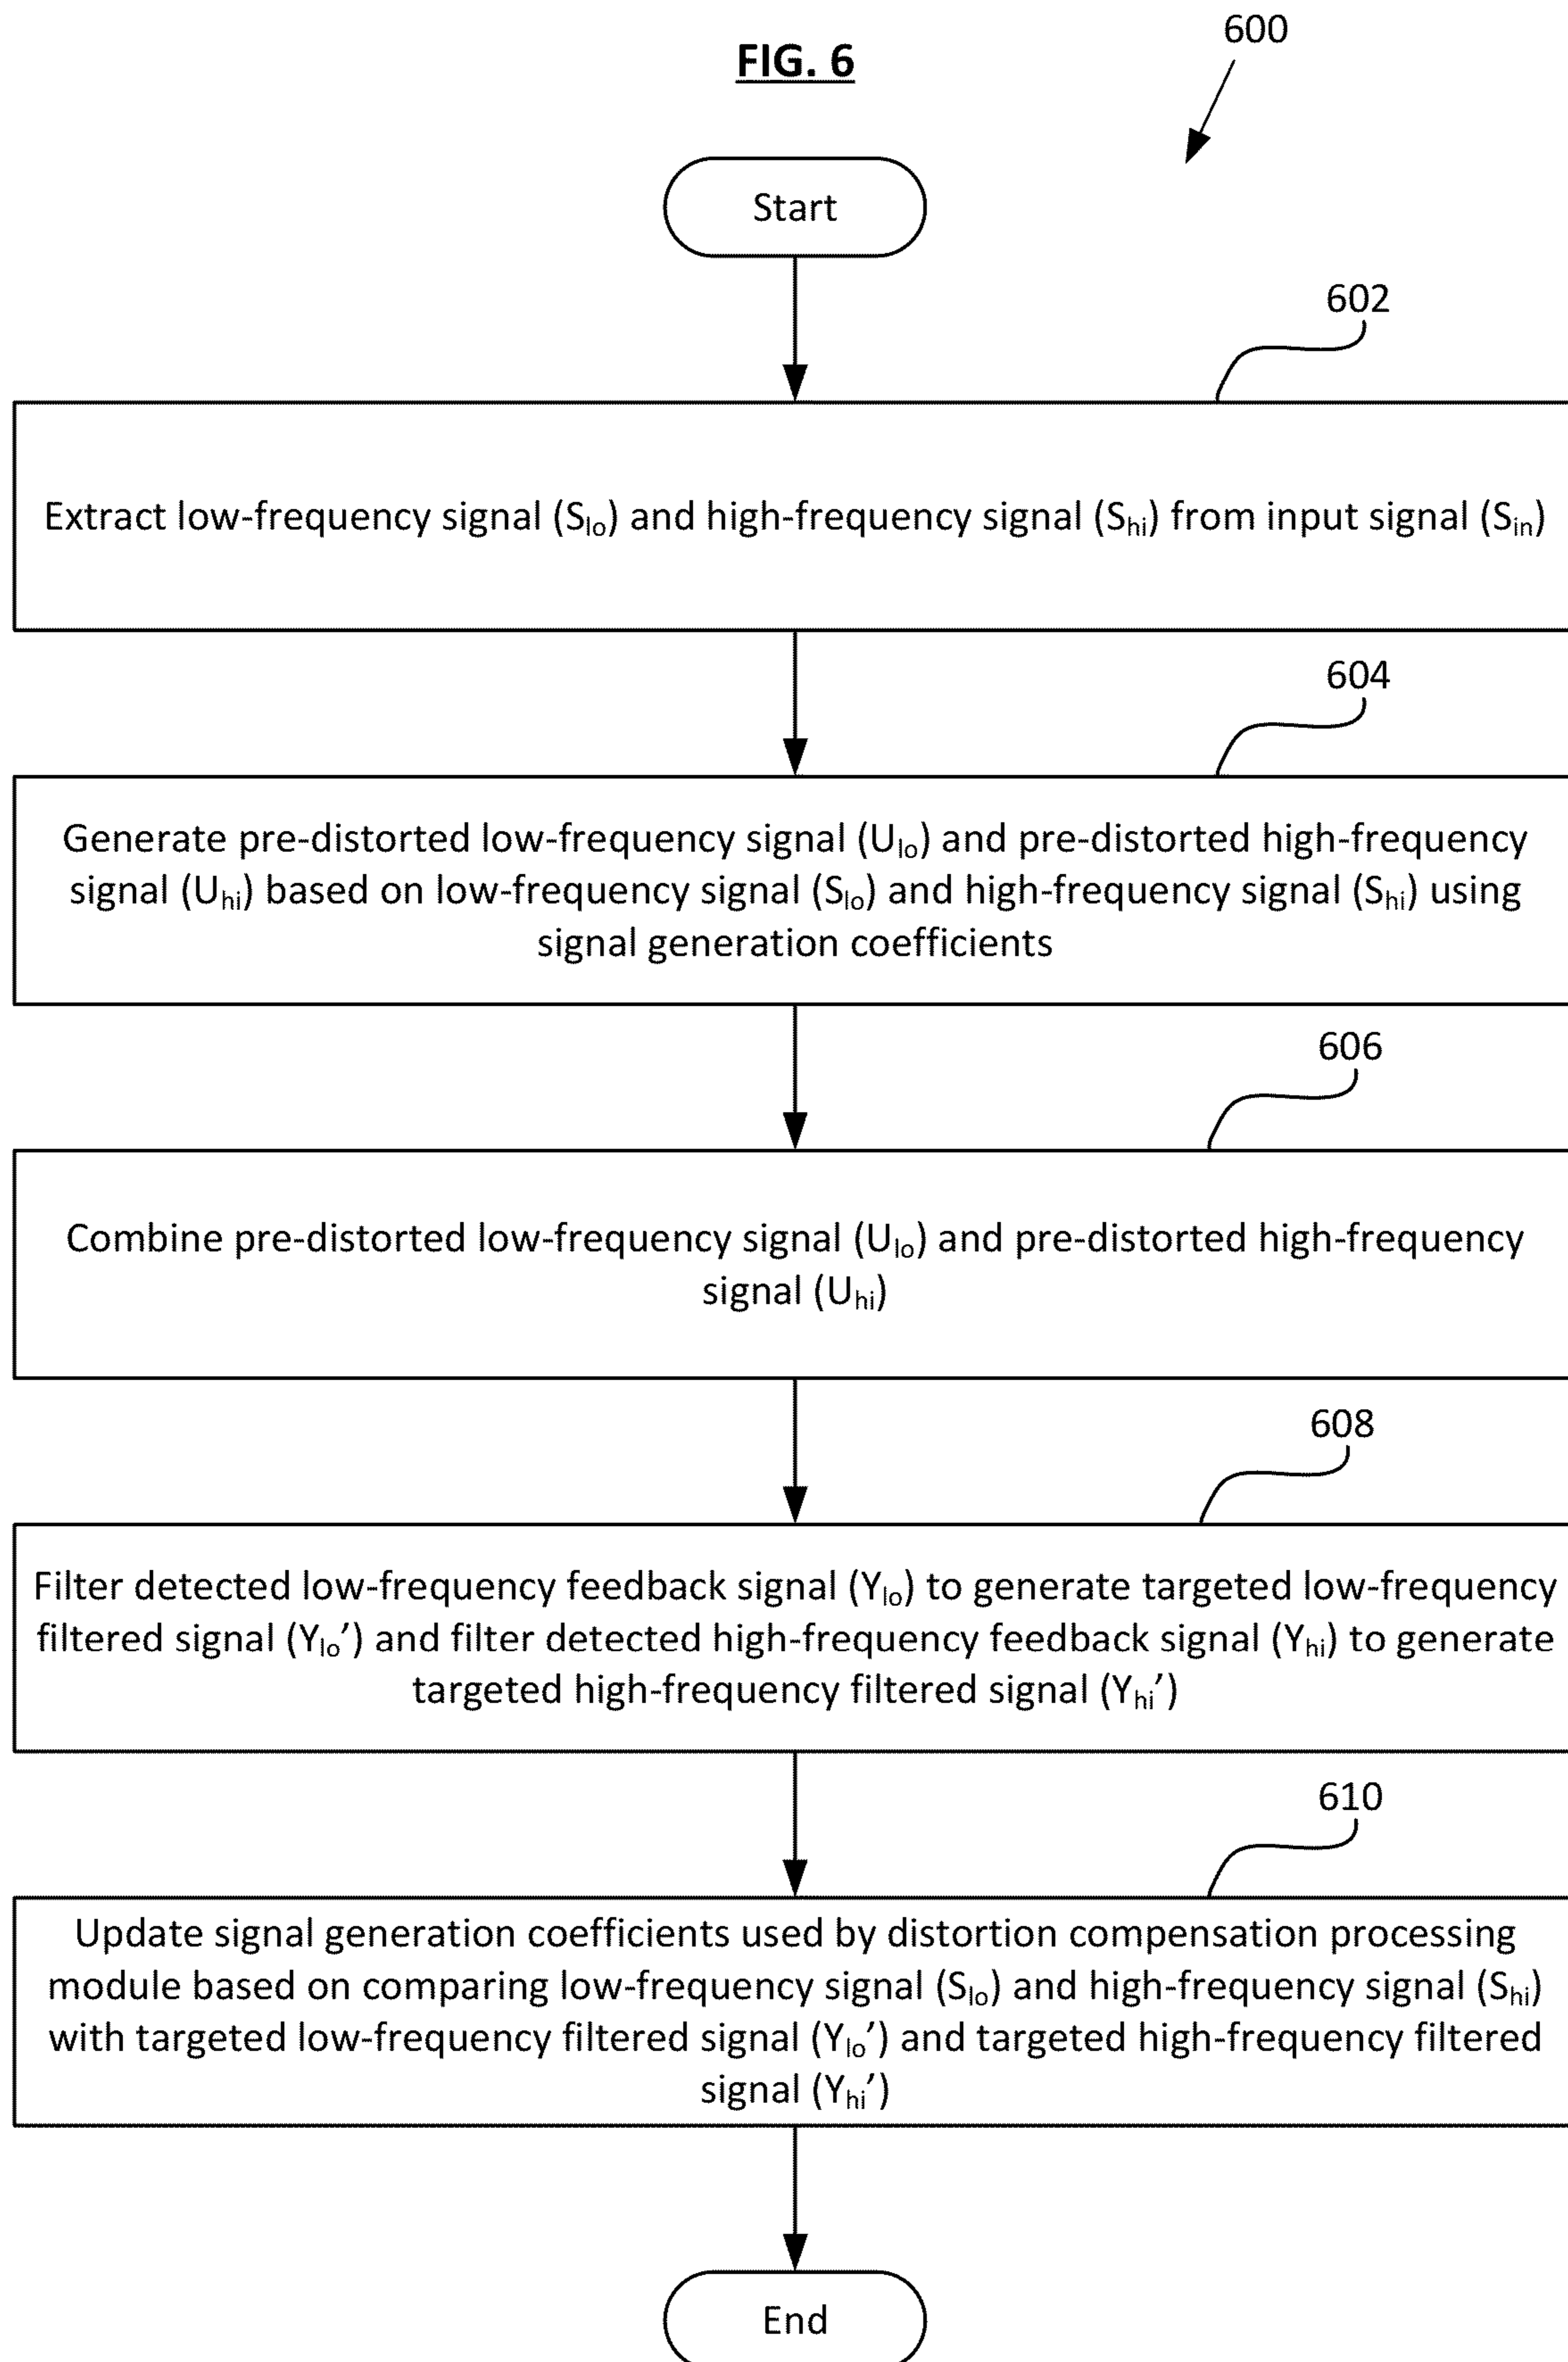 FIG. 6
600
Start
602
Extract low-frequency signal (Slo) and high-frequency signal (Shi) from input signal (Sin)
604
Generate pre-distorted low-frequency signal (Ulo) and pre-distorted high-frequency
signal (Uhi) based on low-frequency signal (Slo) and high-frequency signal (Shi) using
signal generation coefficients
606
Combine pre-distorted low-frequency signal (Ulo) and pre-distorted high-frequency
signal (Uhi)
608
Filter detected low-frequency feedback signal (Ylo) to generate targeted low-frequency
filtered signal (Ylo’) and filter detected high-frequency feedback signal (Yhi) to generate
targeted high-frequency filtered signal (Yhi’)
610
Update signal generation coefficients used by distortion compensation processing
module based on comparing low-frequency signal (Slo) and high-frequency signal (Shi)
with targeted low-frequency filtered signal (Ylo’) and targeted high-frequency filtered
signal (Yhi’)
End